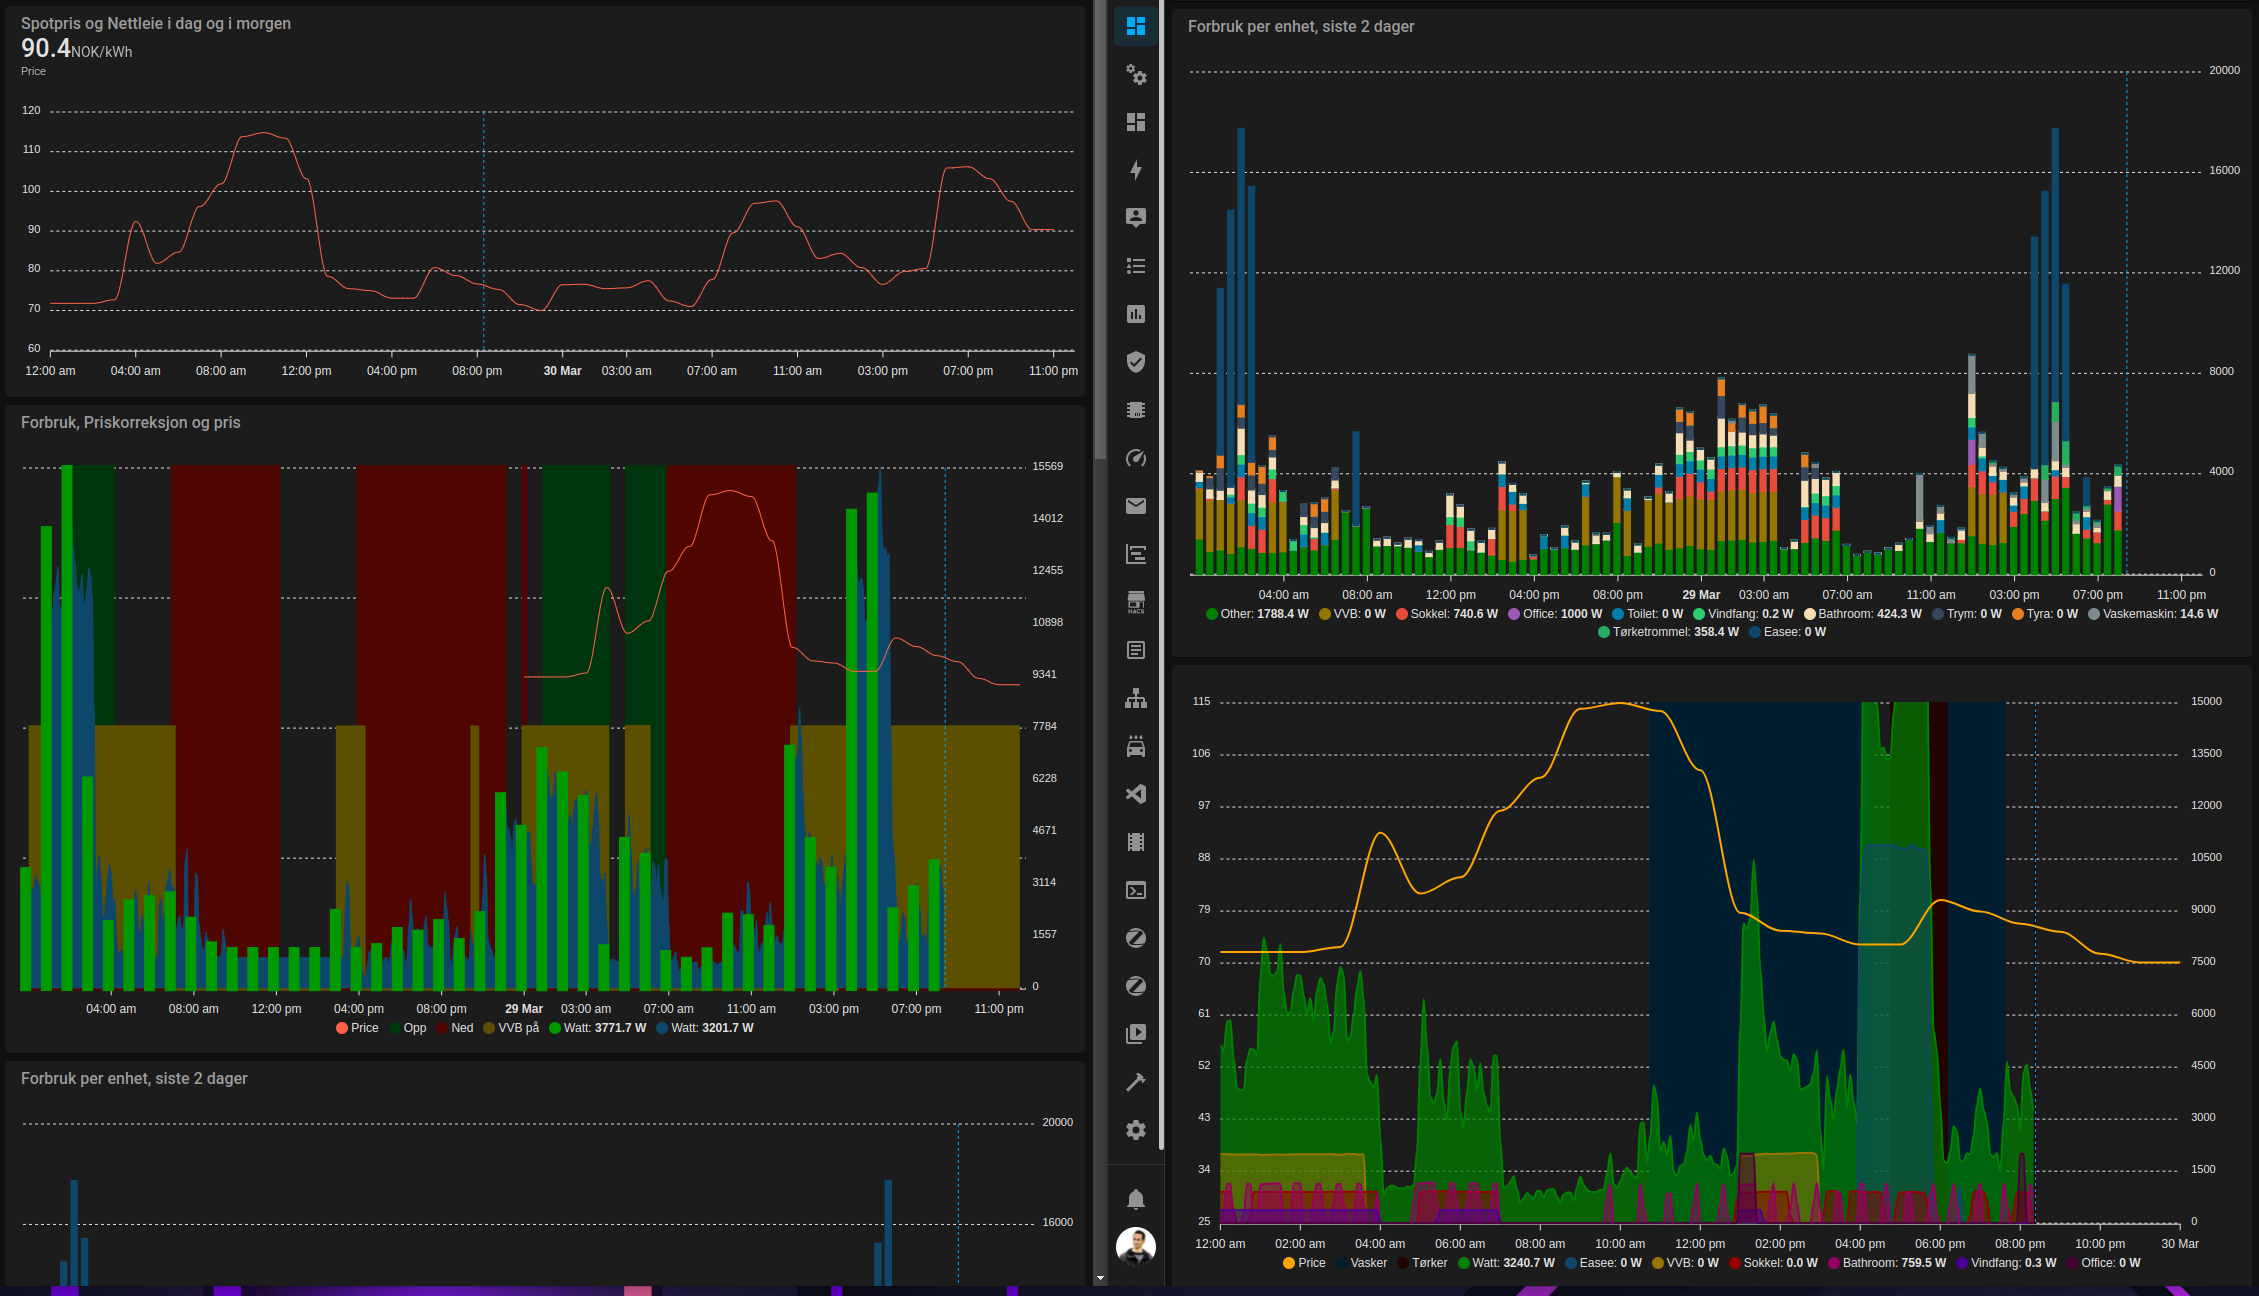 Spotpris og Nettleie i dag og i morgen
90.4NOK/kWh
Price
120
110
100
90
80
70
60
12:00 am 04:00 am 08:00 am 12:00 pm 04:00 pm 08:00 pm 30 Mar 03:00 am 07:00 am 11:00 am 03:00 pm 07:00 pm 11:00 pm
Forbruk, Priskorreksjon og pris
15569
14012
12455
10898
9341
7784
6228
4671
3114
1557
0
04:00 am 08:00 am 12:00 pm 04:00 pm 08:00 pm 29 Mar 03:00 am 07:00 am 11:00 am 03:00 pm 07:00 pm 11:00 pm
Price Opp Ned VVB på Watt: 3771.7 W Watt: 3201.7 W
Forbruk per enhet, siste 2 dager
20000
16000
HACS
Forbruk per enhet, siste 2 dager
20000
16000
12000
8000
4000
0
04:00 am 08:00 am 12:00 pm 04:00 pm 08:00 pm 29 Mar 03:00 am 07:00 am 11:00 am 03:00 pm 07:00 pm 11:00 pm
Other: 1788.4 W VVB: 0 W Sokkel: 740.6 W Office: 1000 W Toilet: 0 W Vindfang: 0.2 W Bathroom: 424.3 W Trym: 0 W Tyra: 0 W Vaskemaskin: 14.6 W
Tørketrommel: 358.4 W Easee: 0 W
115 15000
106 13500
97 12000
88 10500
79 9000
70 7500
61 6000
52 4500
43 3000
34 1500
25 0
12:00 am 02:00 am 04:00 am 06:00 am 08:00 am 10:00 am 12:00 pm 02:00 pm 04:00 pm 06:00 pm 08:00 pm 10:00 pm 30 Mar
Price Vasker Tørker Watt: 3240.7 W Easee: 0 W VVB: 0 W Sokkel: 0.0 W Bathroom: 759.5 W Vindfang: 0.3 W Office: 0 W